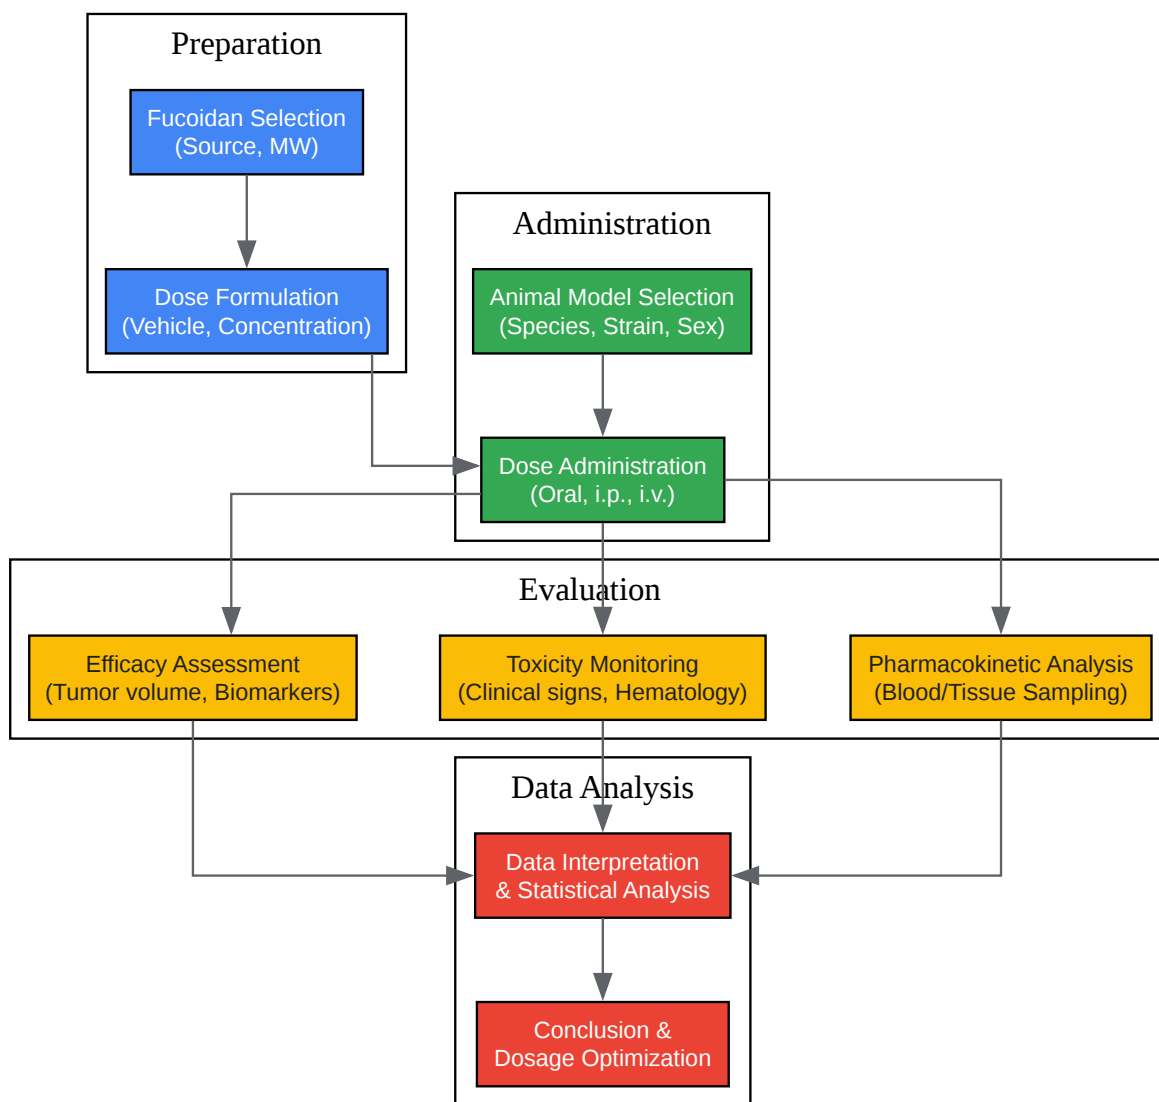 Preparation
Fucoidan Selection
(Source, MW)
Dose Formulation
(Vehicle, Concentration)
Administration
Animal Model Selection
(Species, Strain, Sex)
Dose Administration
(Oral, i.p., i.v.)
Evaluation
Efficacy Assessment
(Tumor volume, Biomarkers)
Toxicity Monitoring
(Clinical signs, Hematology)
Pharmacokinetic Analysis
(Blood/Tissue Sampling)
Data Analysis
Data Interpretation
& Statistical Analysis
Conclusion &
Dosage Optimization